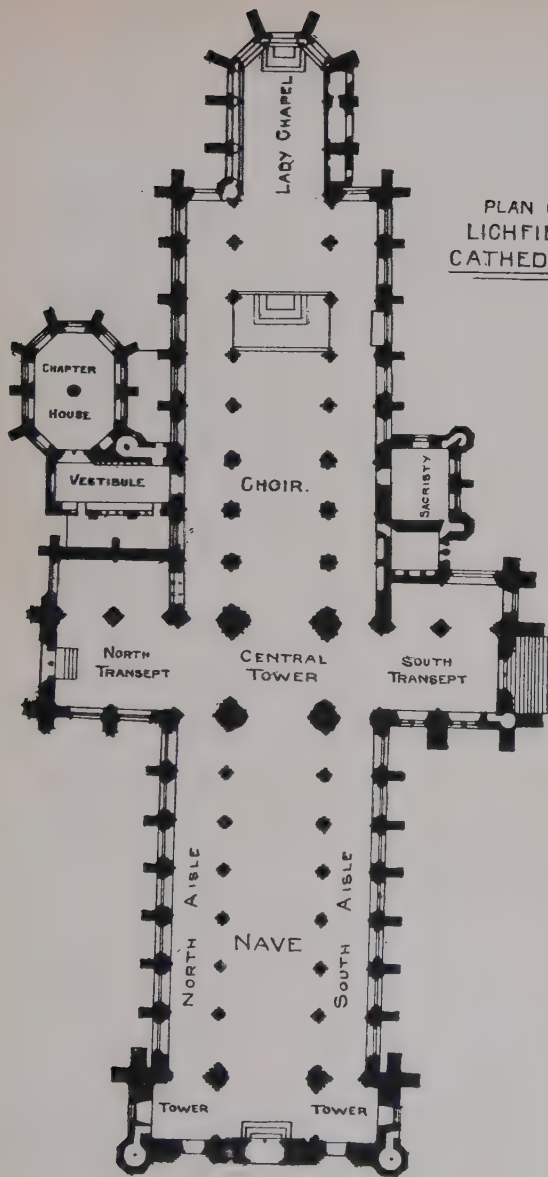 LADY CHAPEL
PLAN
LICHFIE
CATHED
CHAPTER
HOUSE
VESTIBULE
CHOIR.
SACRISTY
NORTH
TRANSEPT
CENTRAL
TOWER
SOUTH
TRANSEPT
NORTH AISLE
NAVE
SOUTH AISLE
TOWER
TOWER